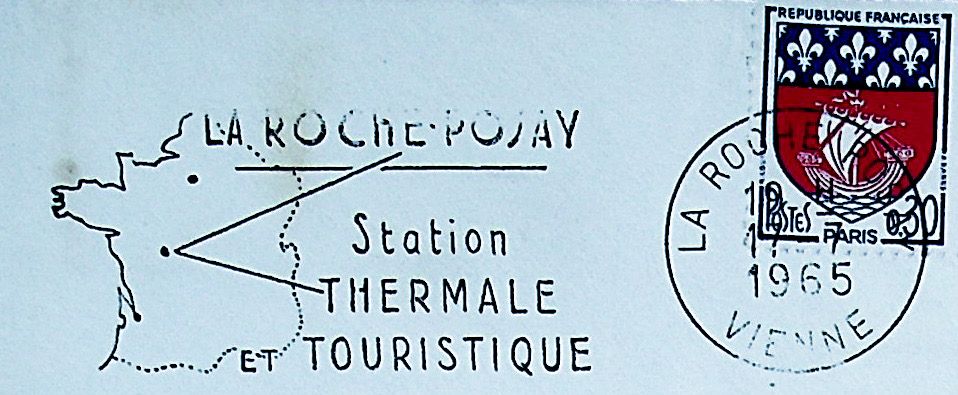 LA ROCHE-POSAY
Station
THERMALE
ET TOURISTIQUE
REPUBLIQUE FRANÇAISE
POSTES 0,30
PARIS
LA ROCHE
1965
VIENNE